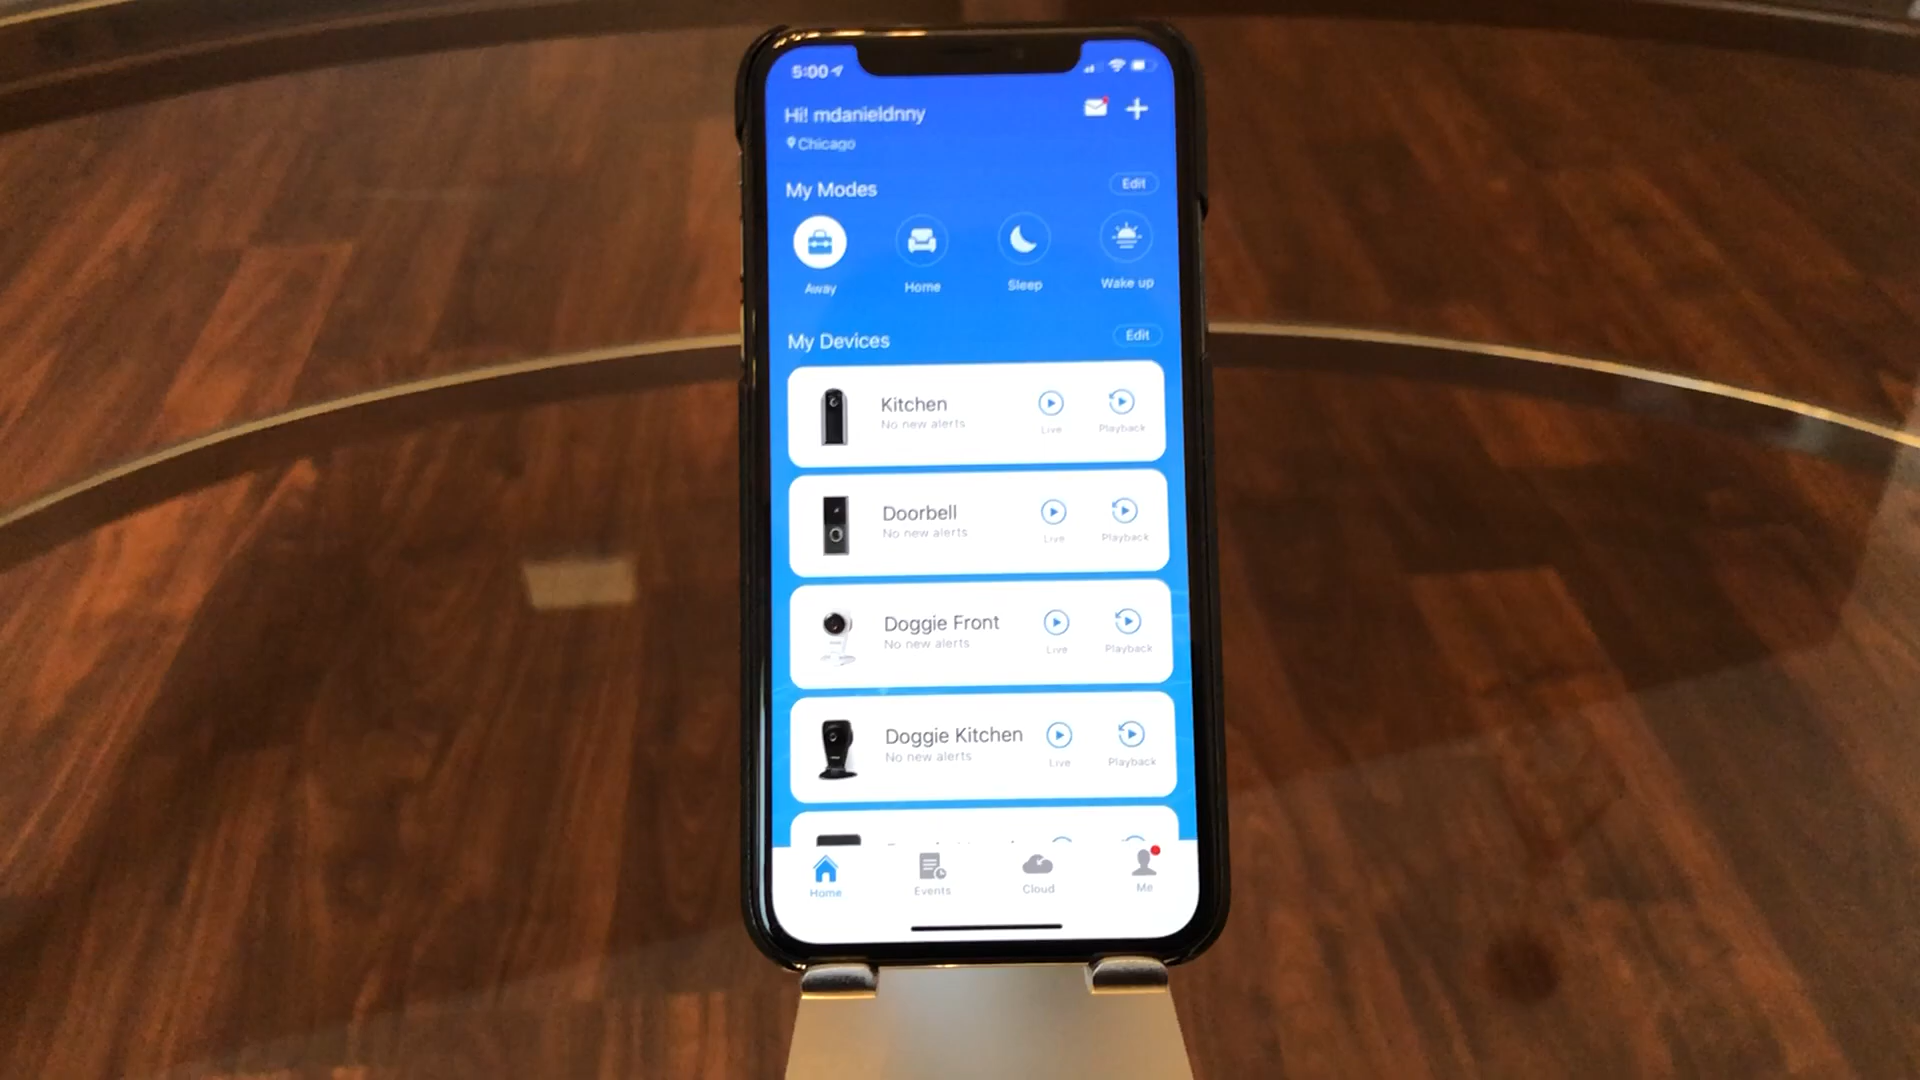 5:00
Hi! mdanieldnny
Chicago
My Modes
Edit
Away
Home
Sleep
Wake up
My Devices
Edit
Kitchen
No new alerts
Live
Playback
Doorbell
No new alerts
Live
Playback
Doggie Front
No new alerts
Live
Playback
Doggie Kitchen
No new alerts
Live
Playback
Home
Events
Cloud
Me